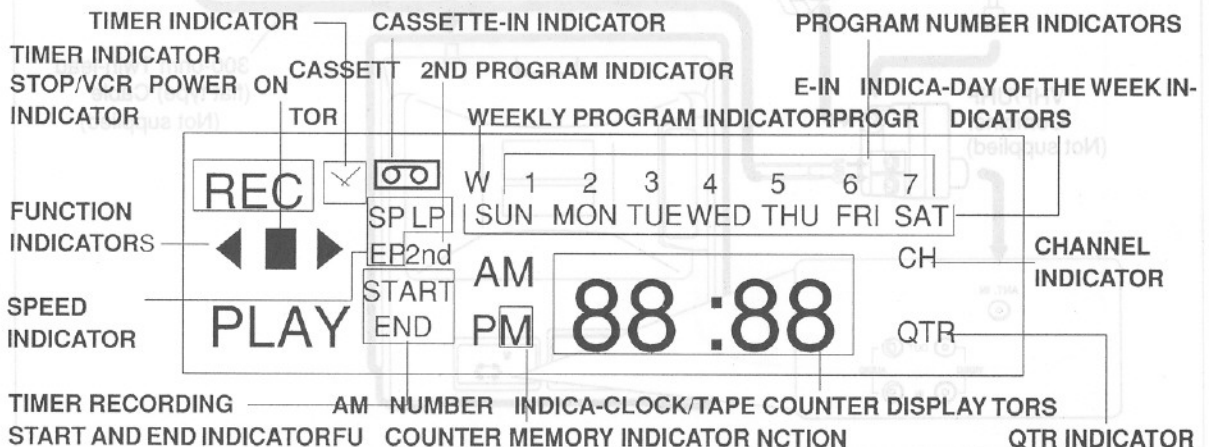 TIMER INDICATOR CASSETTE-IN INDICATOR PROGRAM NUMBER INDICATORS
TIMER INDICATOR CASSETT 2ND PROGRAM INDICATOR
STOP/VCR POWER ON E-IN INDICA-DAY OF THE WEEK IN-
INDICATOR TOR WEEKLY PROGRAM INDICATORPROGR DICATORS
REC W 1 2 3 4 5 6 7
SP LP SUN MON TUE WED THU FRI SAT
FUNCTION
INDICATORS
EP 2nd CH CHANNEL
INDICATOR
START AM 88:88
SPEED
INDICATOR
PLAY END PM QTR
TIMER RECORDING AM NUMBER INDICA-CLOCK/TAPE COUNTER DISPLAY TORS
START AND END INDICATORFU COUNTER MEMORY INDICATOR NCTION QTR INDICATOR